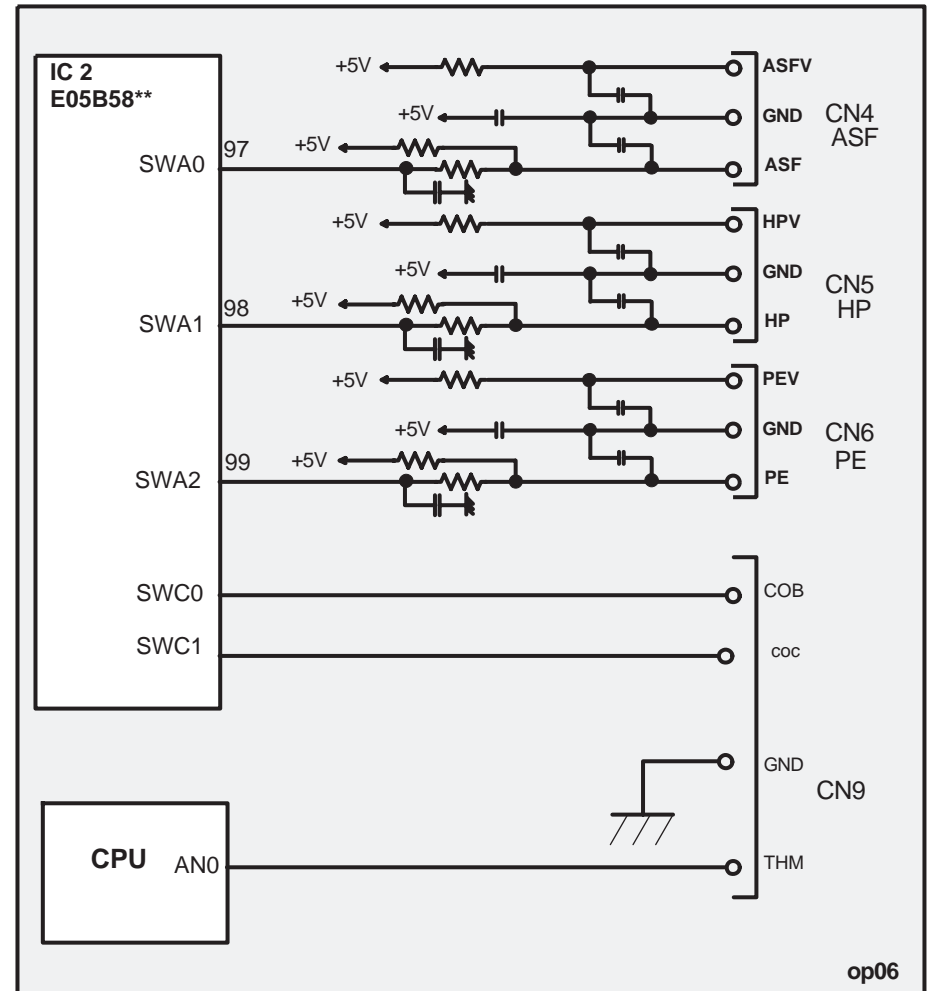 IC 2
E05B58**
+5V
ASFV
+5V
GND
CN4
ASF
SWA0
97
+5V
ASF
+5V
HPV
+5V
GND
CN5
HP
SWA1
98
+5V
HP
+5V
PEV
+5V
GND
CN6
PE
SWA2
99
+5V
PE
SWC0
COB
SWC1
COC
GND
CN9
CPU
AN0
THM
op06